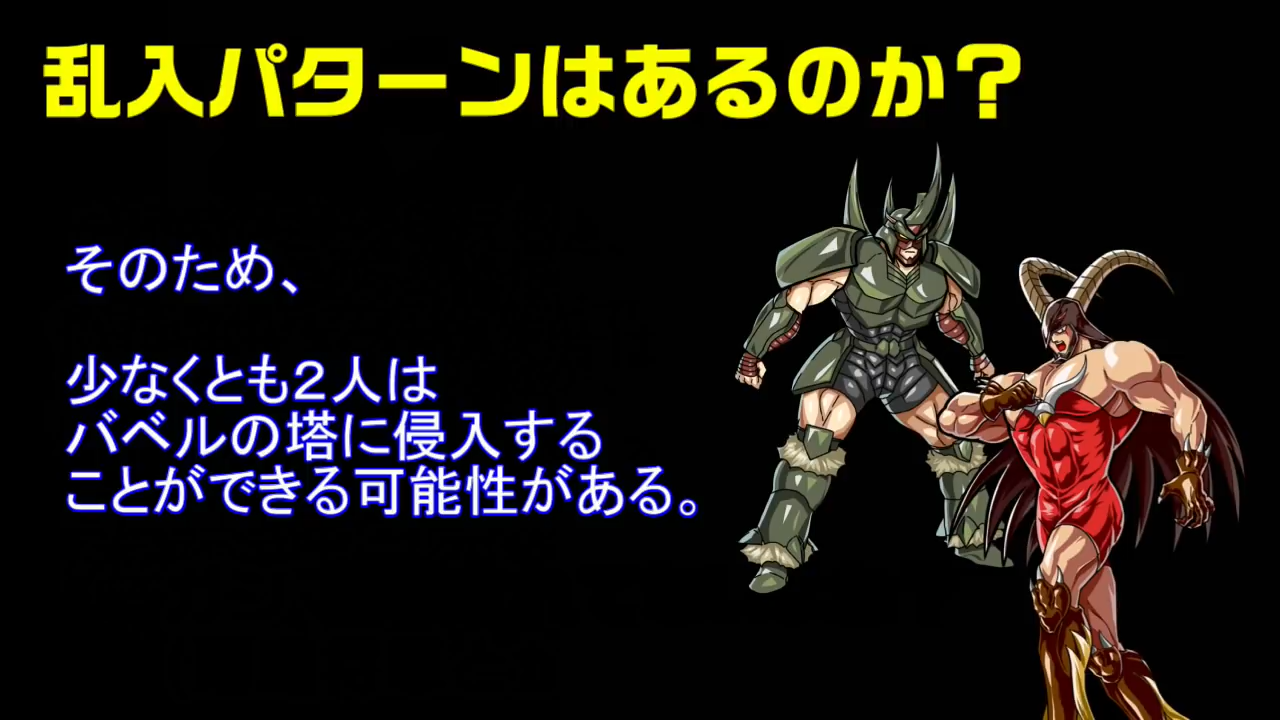 乱入パターンはあるのか？
そのため、
少なくとも２人は
バベルの塔に侵入する
ことができる可能性がある。